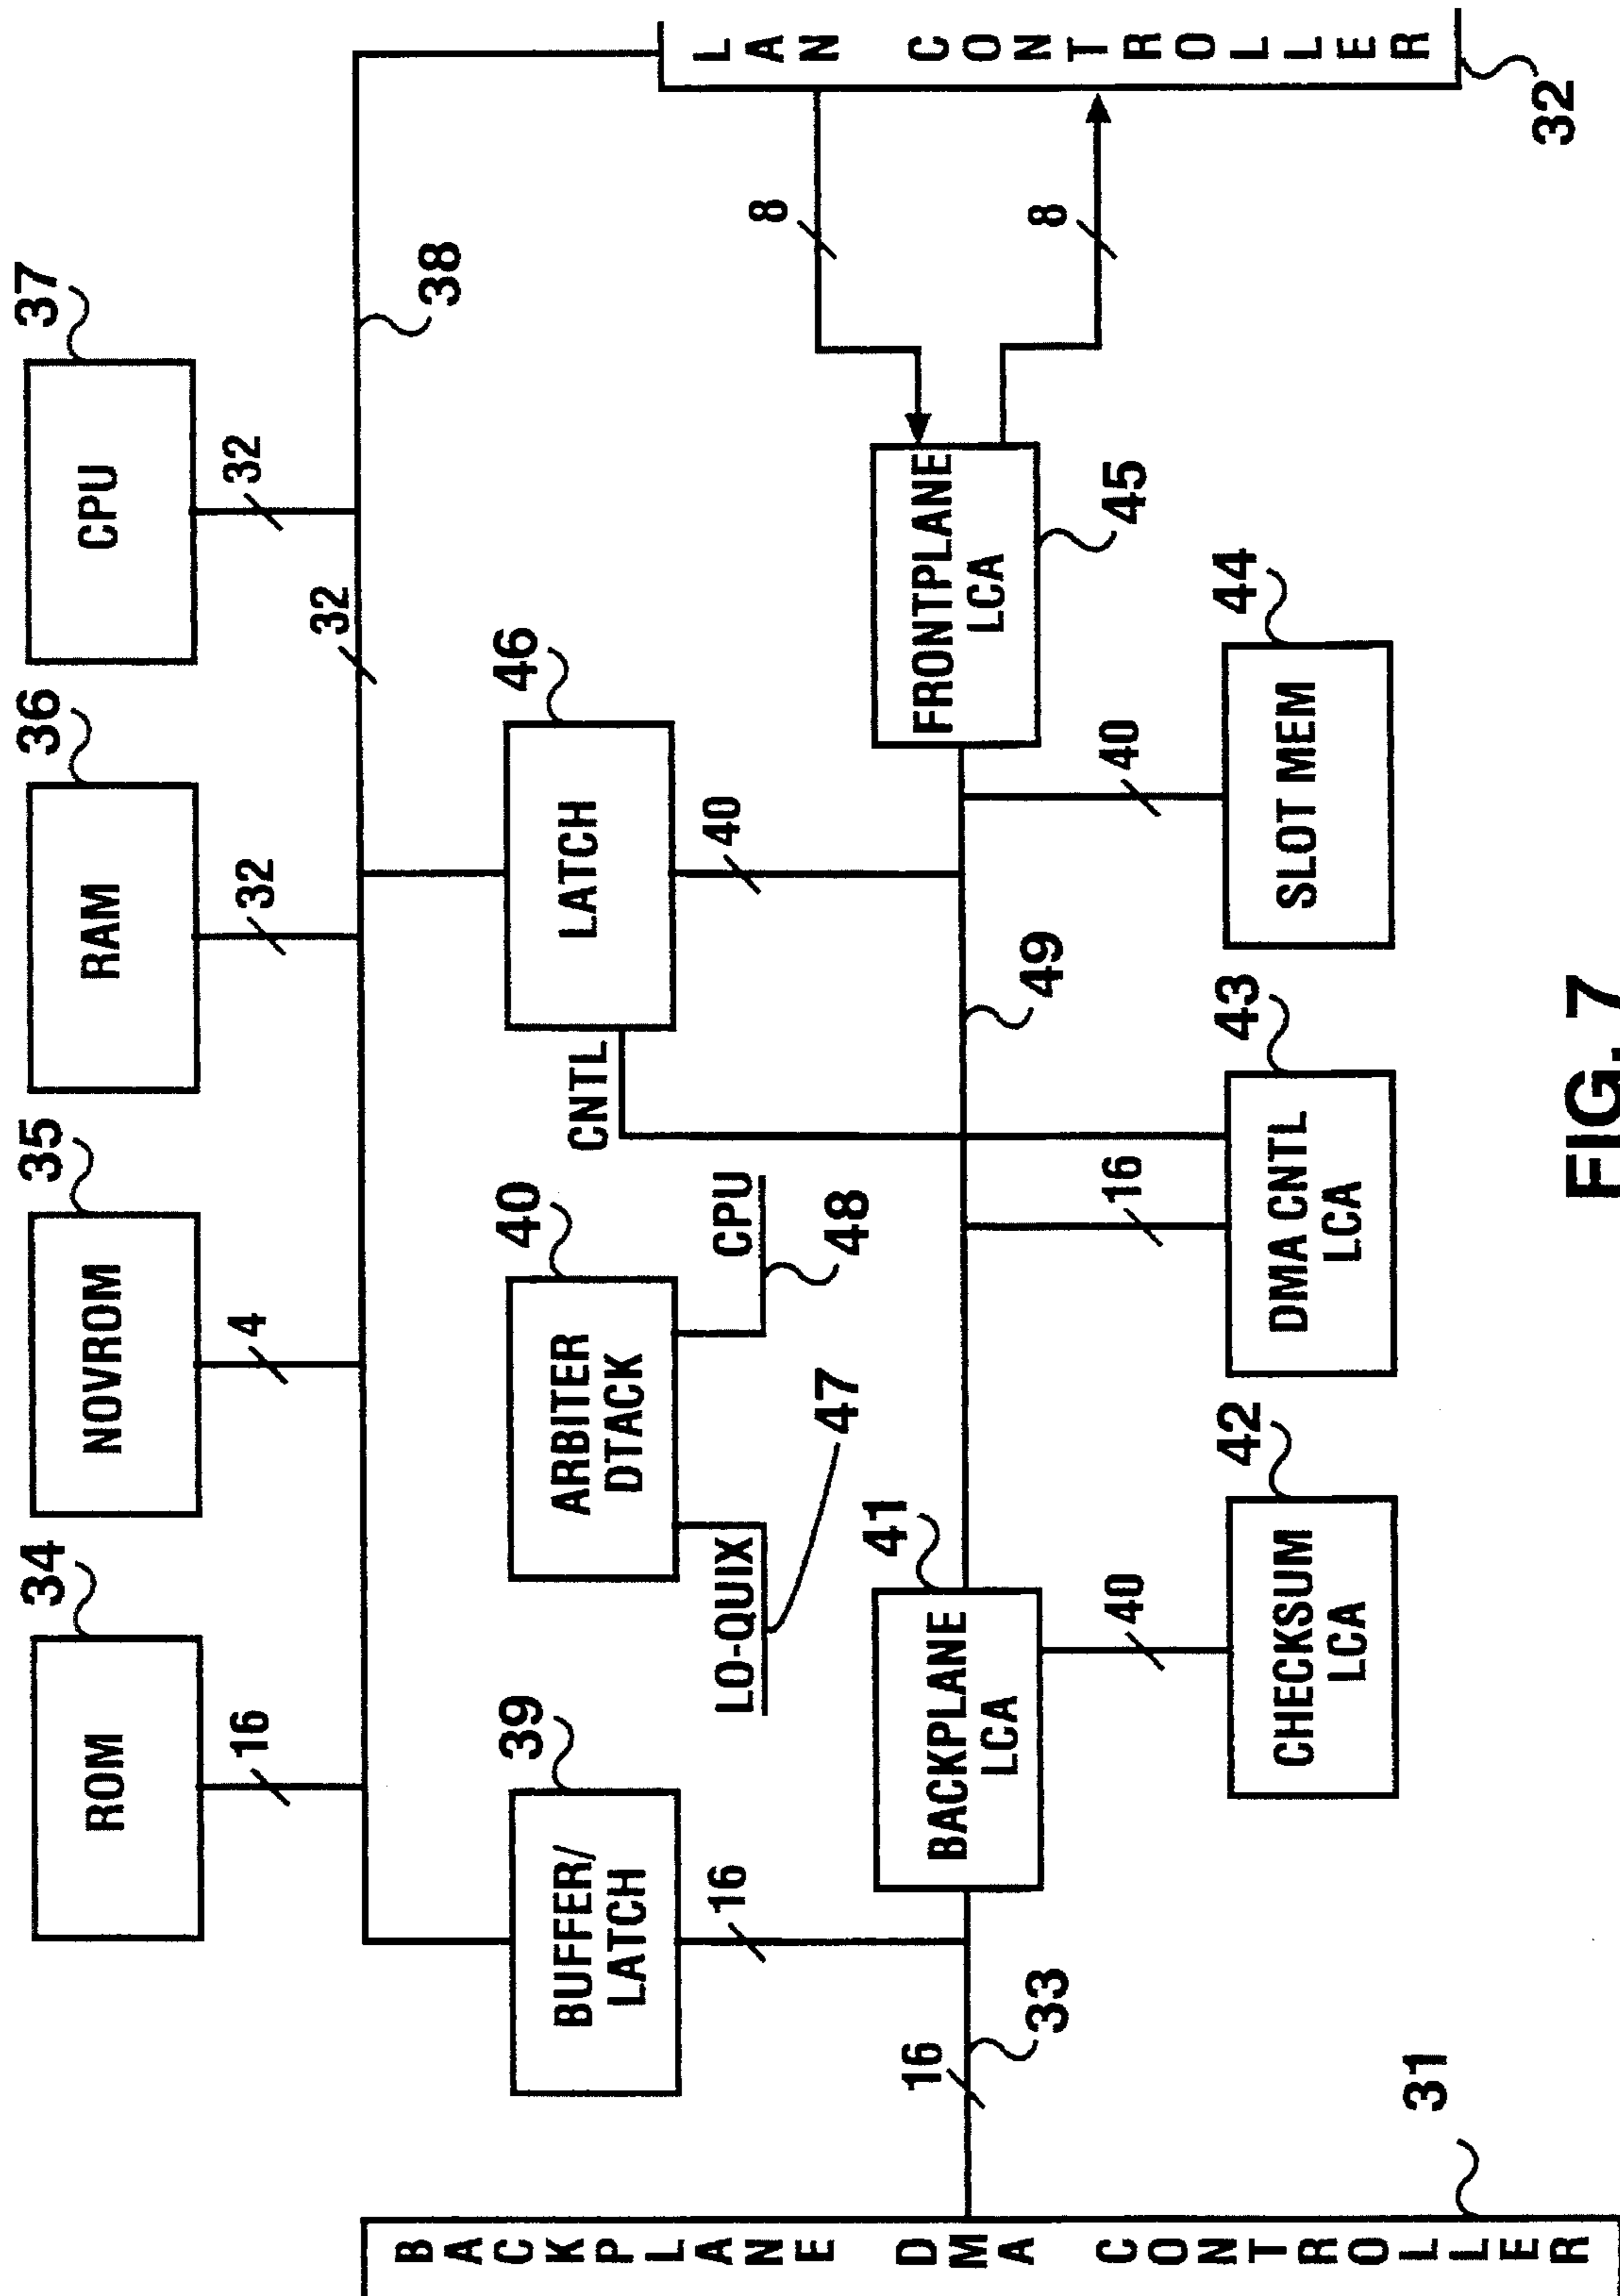 34
ROM
16
35
NOVROM
4
36
RAM
32
37
CPU
32
32
38
39
BUFFER/
LATCH
16
40
ARBITER
DTACK
LO-QUIX
CPU
47
48
CNTL
46
LATCH
40
BACKPLANE DMA CONTROLLER
31
16
33
41
BACKPLANE
LCA
49
FRONTPLANE
LCA
45
8
8
LAN CONTROLLER
32
40
42
CHECKSUM
LCA
16
43
DMA CNTL
LCA
40
44
SLOT MEM
FIG. 7